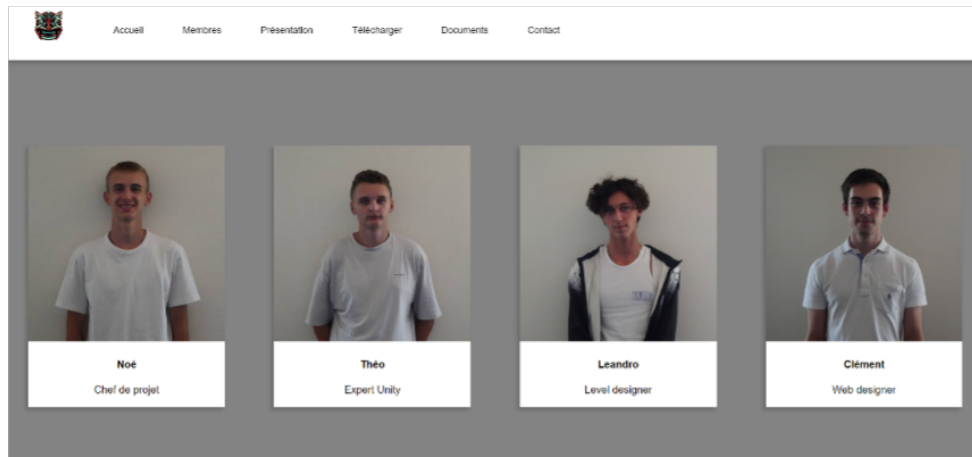 Accueil
Membres
Présentation
Télécharger
Documents
Contact
Noé
Chef de projet
Théo
Expert Unity
Leandro
Level designer
Clément
Web designer